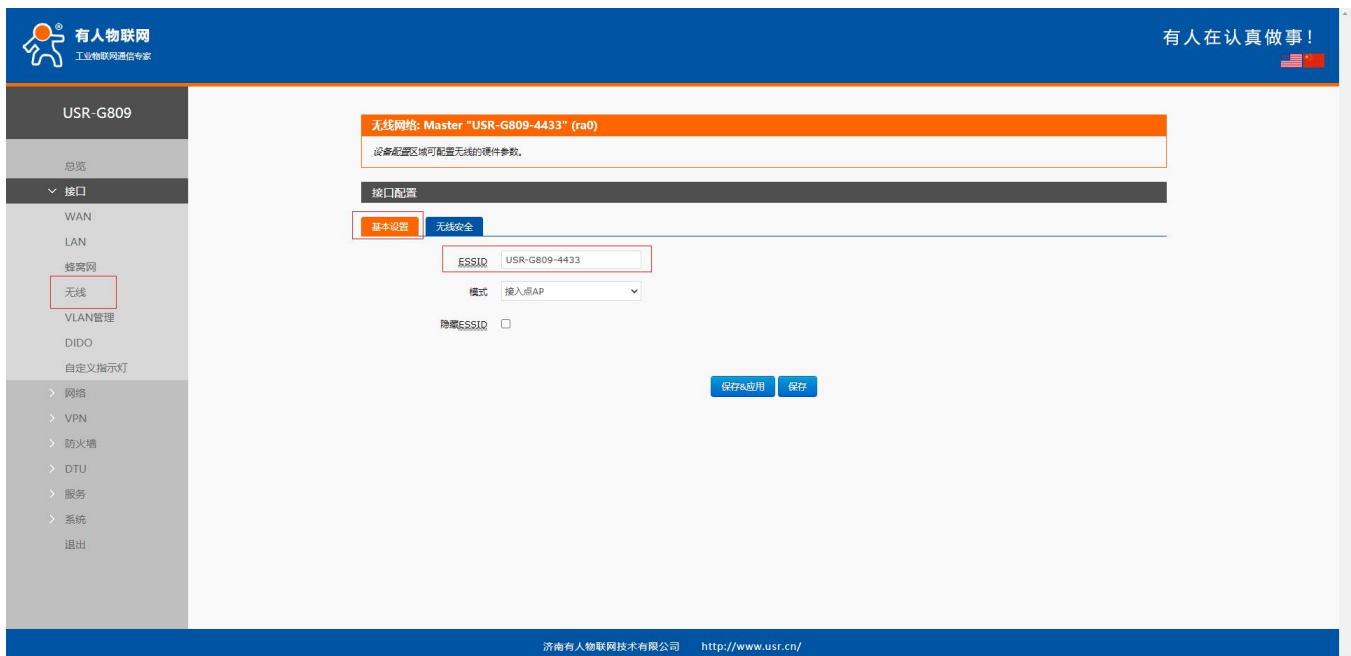 有人物联网
工业物联网通信专家
有人在认真做事！
USR-G809
总览
接口
WAN
LAN
蜂窝网
无线
VLAN管理
DIDO
自定义指示灯
网络
VPN
防火墙
DTU
服务
系统
退出
无线网络: Master "USR-G809-4433" (ra0)
设备配置区域可配置无线的硬件参数。
接口配置
基本设置 无线安全
ESSID USR-G809-4433
模式 接入点AP
隐藏ESSID
保存&应用 保存
济南有人物联网技术有限公司 http://www.usr.cn/